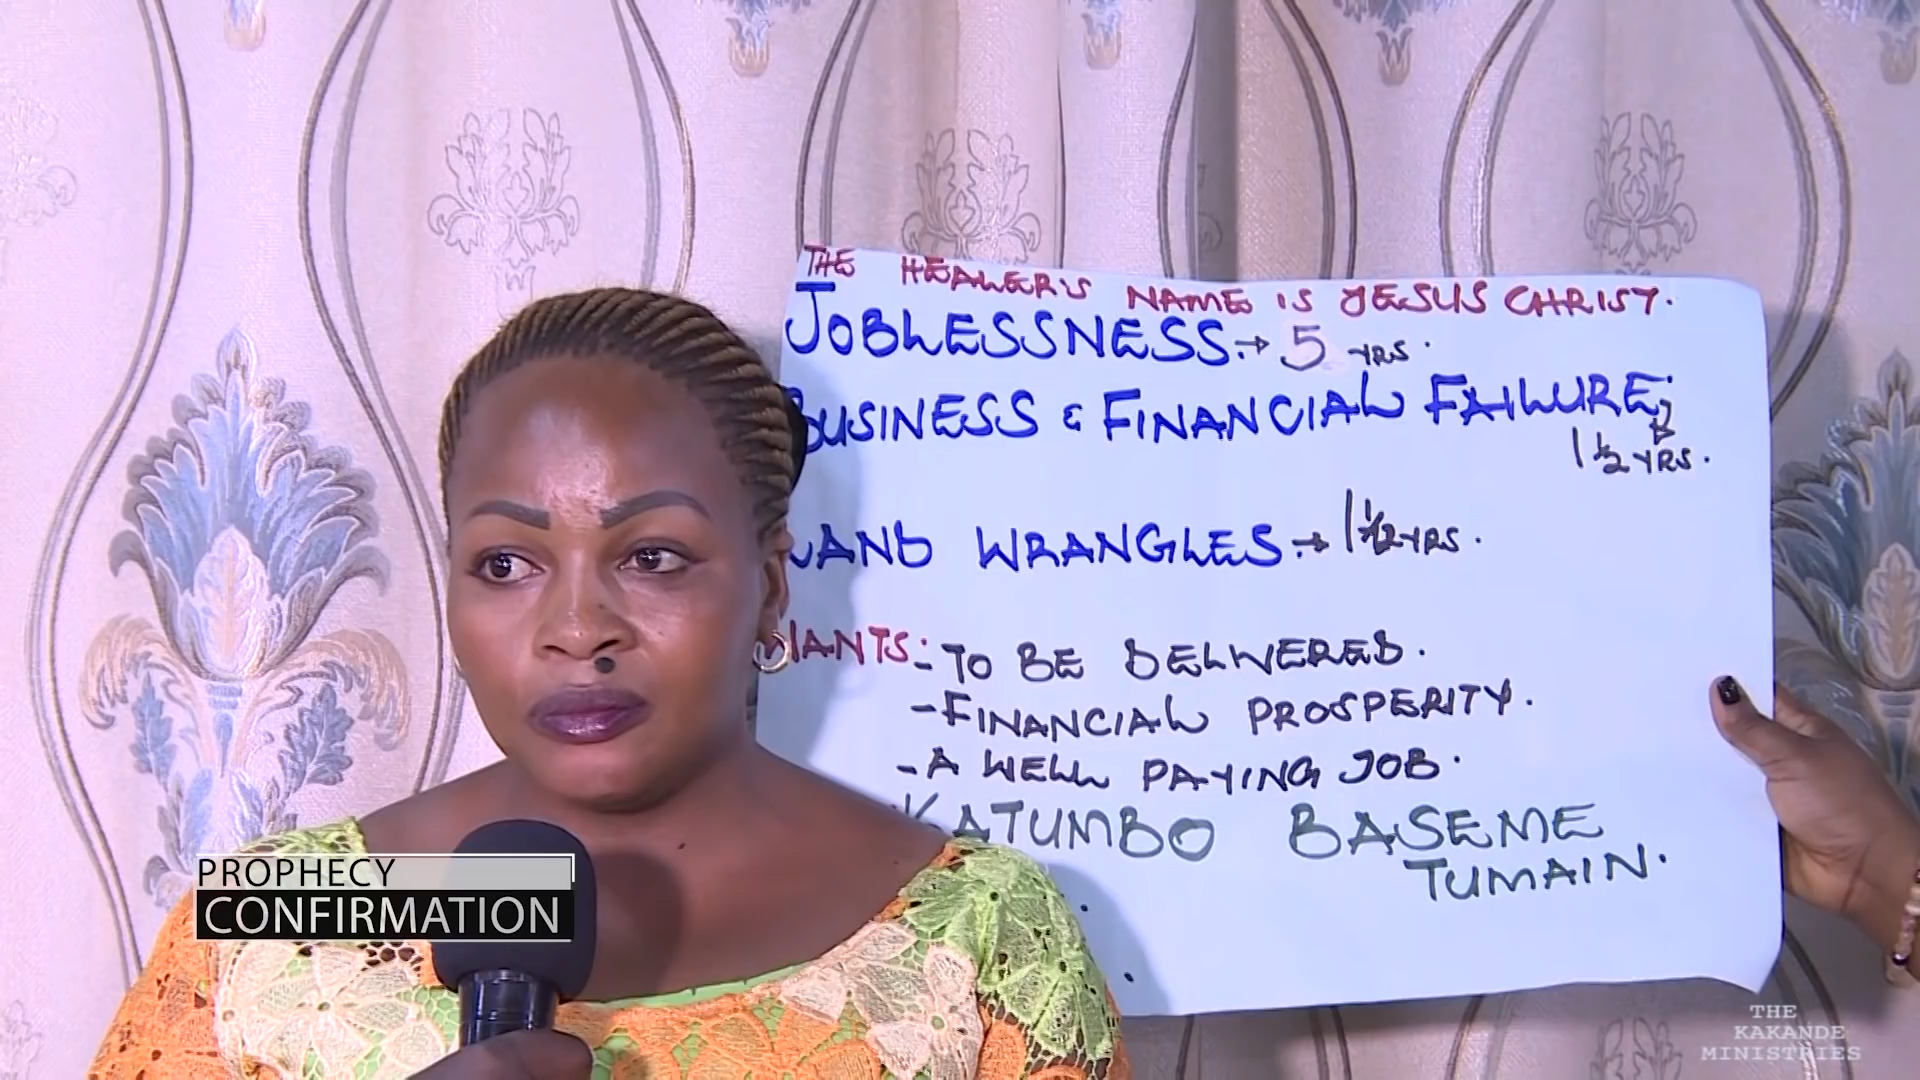 THE HEALER'S NAME IS JESUS CHRIST.
JOBLESSNESS → 5 YRS.
BUSINESS & FINANCIAL FAILURE;
→ 1½ YRS.
LAND WRANGLES → 1½ YRS.
WANTS: - TO BE DELIVERED.
- FINANCIAL PROSPERITY.
- A WELL PAYING JOB.
KATUMBO BASEME
TUMAIN.
PROPHECY
CONFIRMATION
THE
KAKANDE
MINISTRIES